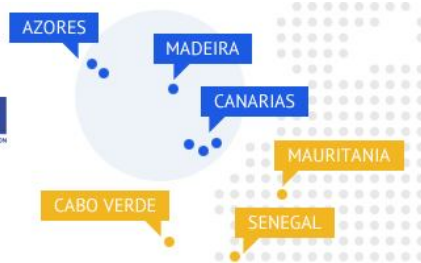 AZORES
MADEIRA
CANARIAS
MAURITANIA
CABO VERDE
SENEGAL